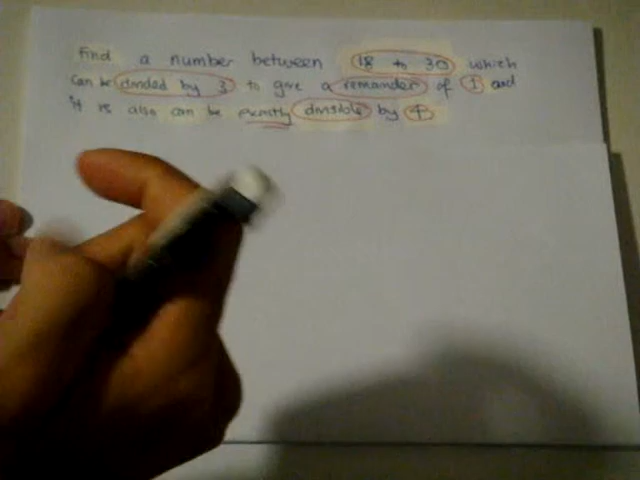 Find a number between 18 to 30 which
can be divided by 3 to give a remainder of 1 and
it is also can be exactly divisible by 4